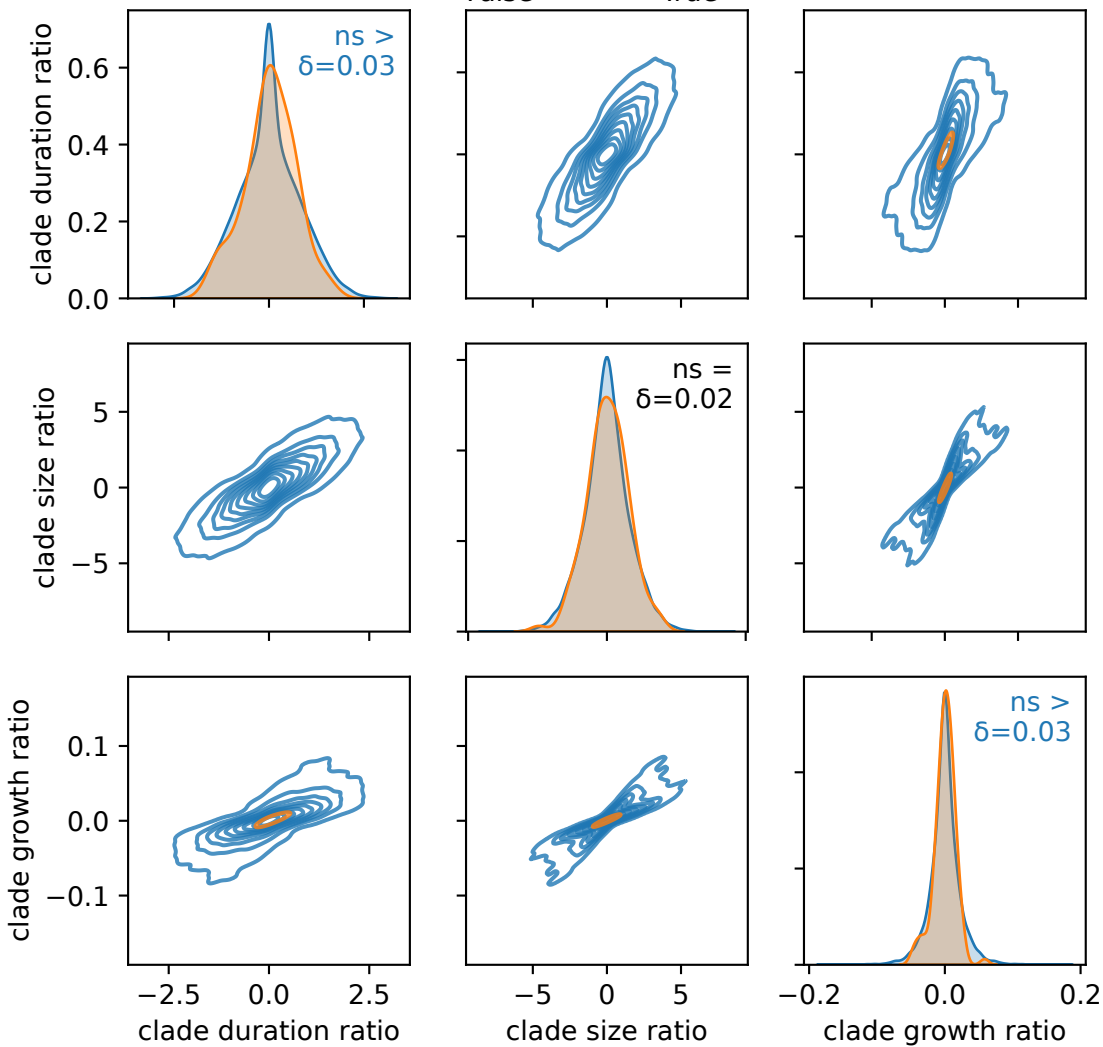 clade duration ratio
0.6
0.4
0.2
0.0
ns >
δ=0.03
clade size ratio
5
0
−5
ns =
δ=0.02
clade growth ratio
0.1
0.0
−0.1
ns >
δ=0.03
−2.5 0.0 2.5
−5 0 5
−0.2 0.0 0.2
clade duration ratio
clade size ratio
clade growth ratio